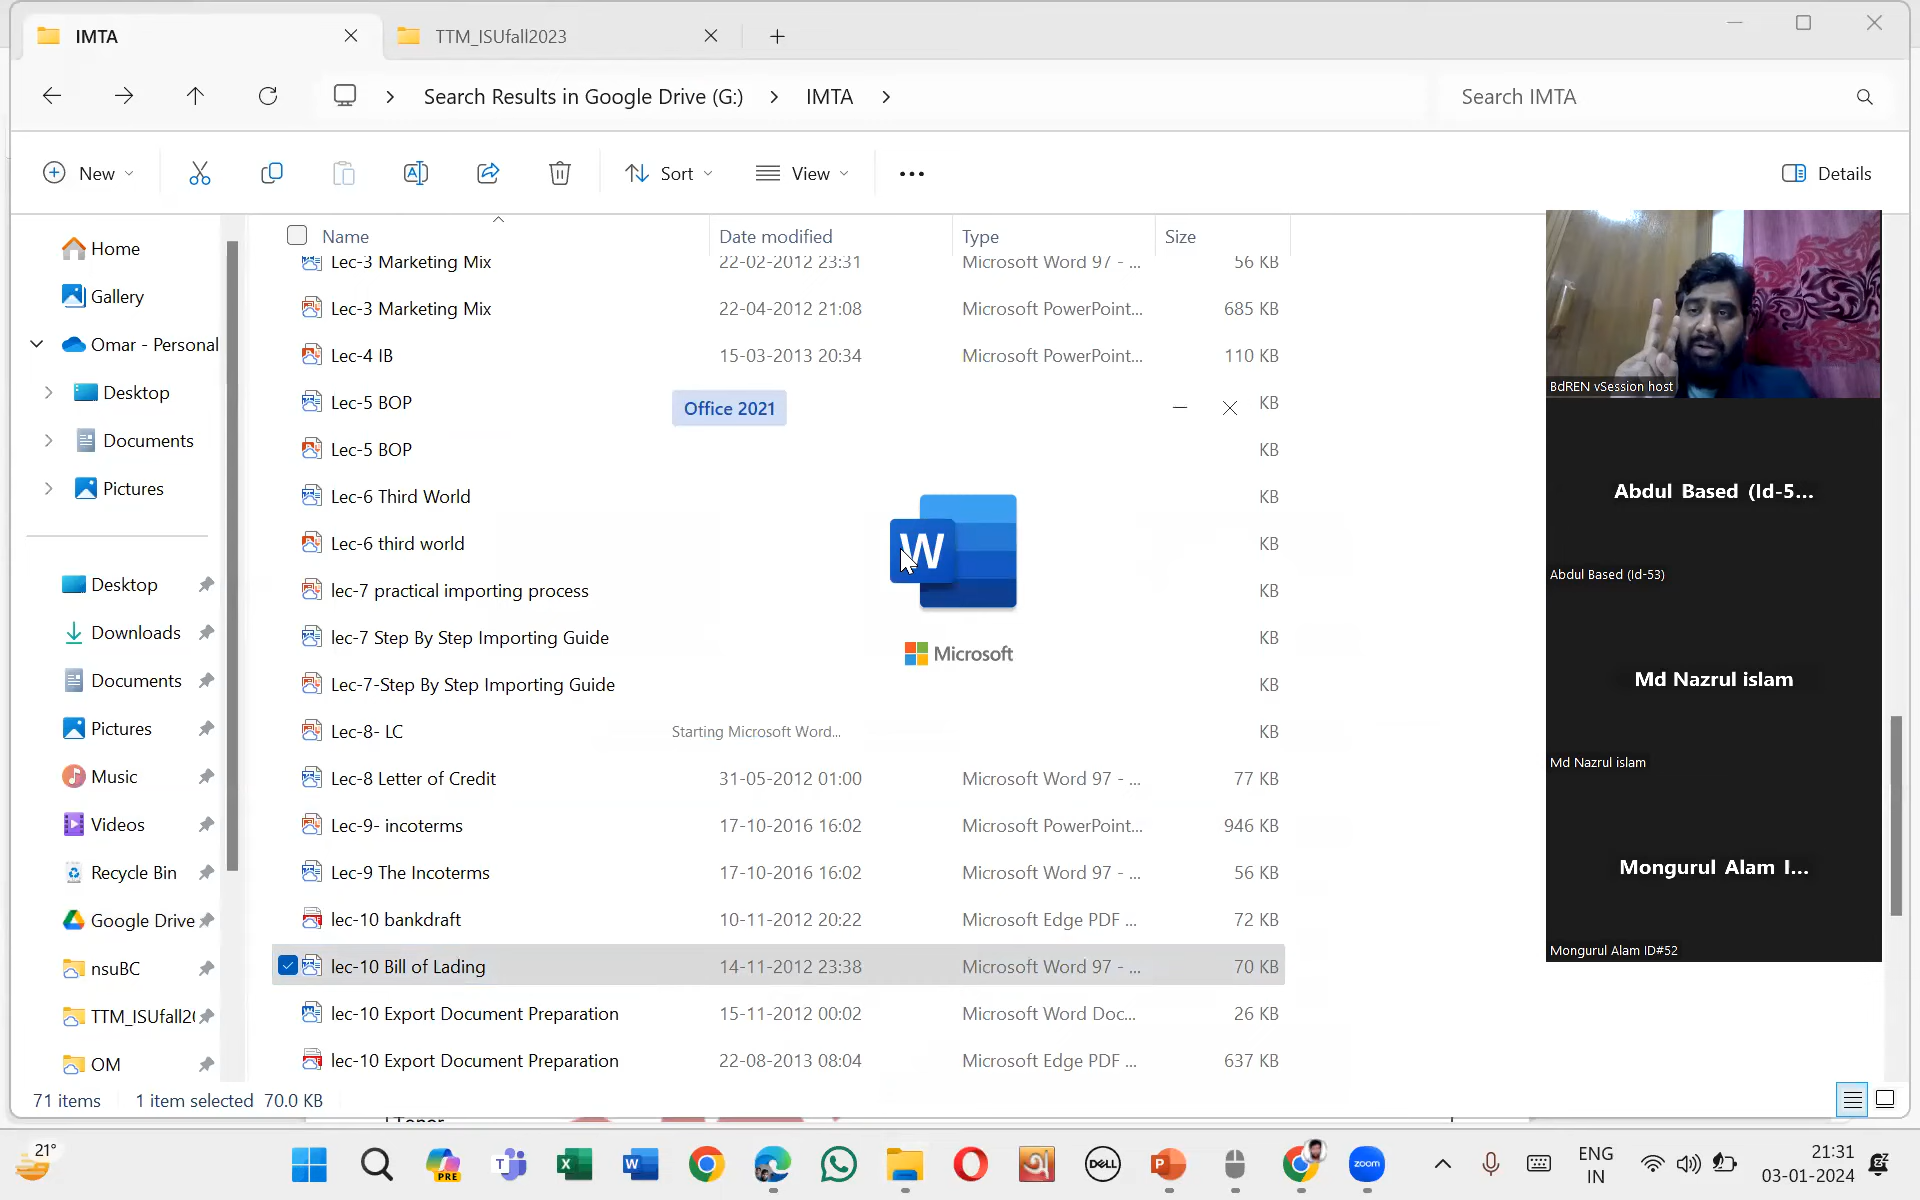 IMTA
TTM_ISUfall2023
Search Results in Google Drive (G:)
IMTA
Search IMTA
New
Sort
View
Details
Name
Date modified
Type
Size
Home
Gallery
Omar - Personal
Desktop
Documents
Pictures
Desktop
Downloads
Documents
Pictures
Music
Videos
Recycle Bin
Google Drive
nsuBC
TTM_ISUfall2(
OM
Lec-3 Marketing Mix 22-02-2012 23:31 Microsoft Word 97 - ... 56 KB
Lec-3 Marketing Mix 22-04-2012 21:08 Microsoft PowerPoint... 685 KB
Lec-4 IB 15-03-2013 20:34 Microsoft PowerPoint... 110 KB
Lec-5 BOP KB
Lec-5 BOP KB
Lec-6 Third World KB
Lec-6 third world KB
lec-7 practical importing process KB
lec-7 Step By Step Importing Guide KB
Lec-7-Step By Step Importing Guide KB
Lec-8- LC KB
Lec-8 Letter of Credit 31-05-2012 01:00 Microsoft Word 97 - ... 77 KB
Lec-9- incoterms 17-10-2016 16:02 Microsoft PowerPoint... 946 KB
Lec-9 The Incoterms 17-10-2016 16:02 Microsoft Word 97 - ... 56 KB
lec-10 bankdraft 10-11-2012 20:22 Microsoft Edge PDF ... 72 KB
lec-10 Bill of Lading 14-11-2012 23:38 Microsoft Word 97 - ... 70 KB
lec-10 Export Document Preparation 15-11-2012 00:02 Microsoft Word Doc... 26 KB
lec-10 Export Document Preparation 22-08-2013 08:04 Microsoft Edge PDF ... 637 KB
Office 2021
W
Microsoft
Starting Microsoft Word...
BdREN vSession host
Abdul Based (Id-5...
Abdul Based (Id-53)
Md Nazrul islam
Md Nazrul islam
Mongurul Alam I...
Mongurul Alam ID#52
71 items
1 item selected 70.0 KB
21°
PRE
T
X
W
অ
DELL
P
zoom
ENG
IN
21:31
03-01-2024